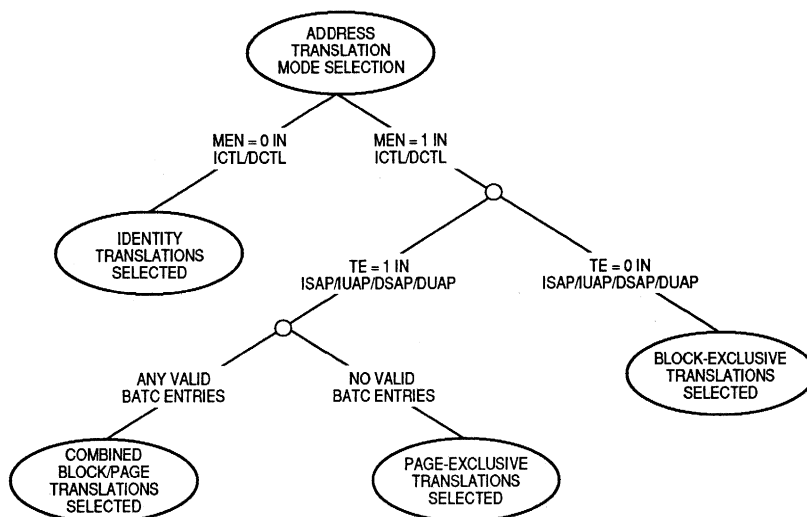 ADDRESS
TRANSLATION
MODE SELECTION
MEN = 0 IN
ICTL/DCTL
MEN = 1 IN
ICTL/DCTL
IDENTITY
TRANSLATIONS
SELECTED
TE = 1 IN
ISAP/IUAP/DSAP/DUAP
TE = 0 IN
ISAP/IUAP/DSAP/DUAP
ANY VALID
BATC ENTRIES
NO VALID
BATC ENTRIES
BLOCK-EXCLUSIVE
TRANSLATIONS
SELECTED
COMBINED
BLOCK/PAGE
TRANSLATIONS
SELECTED
PAGE-EXCLUSIVE
TRANSLATIONS
SELECTED